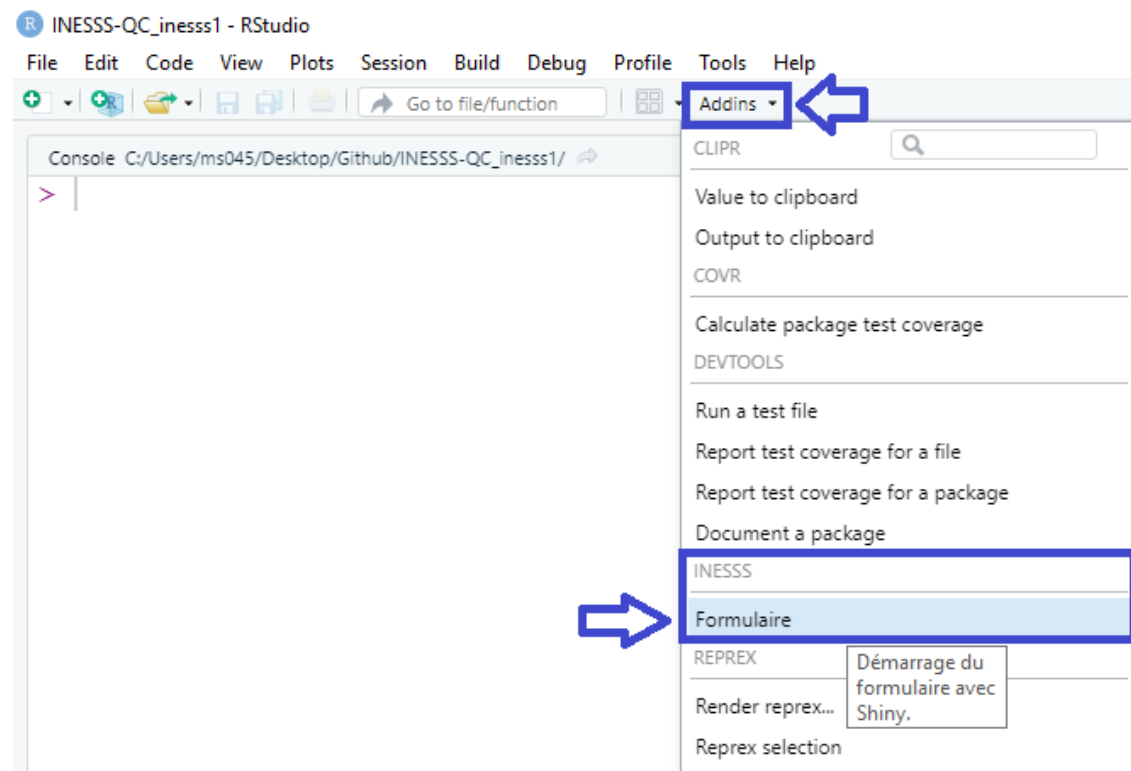 INESSS-QC_inesss1 - RStudio
File Edit Code View Plots Session Build Debug Profile Tools Help
Go to file/function Addins
Console C:/Users/ms045/Desktop/Github/INESSS-QC_inesss1/
>
CLIPR
Value to clipboard
Output to clipboard
COVR
Calculate package test coverage
DEVTOOLS
Run a test file
Report test coverage for a file
Report test coverage for a package
Document a package
INESSS
Formulaire
REPREX
Démarrage du
formulaire avec
Shiny.
Render reprex...
Reprex selection